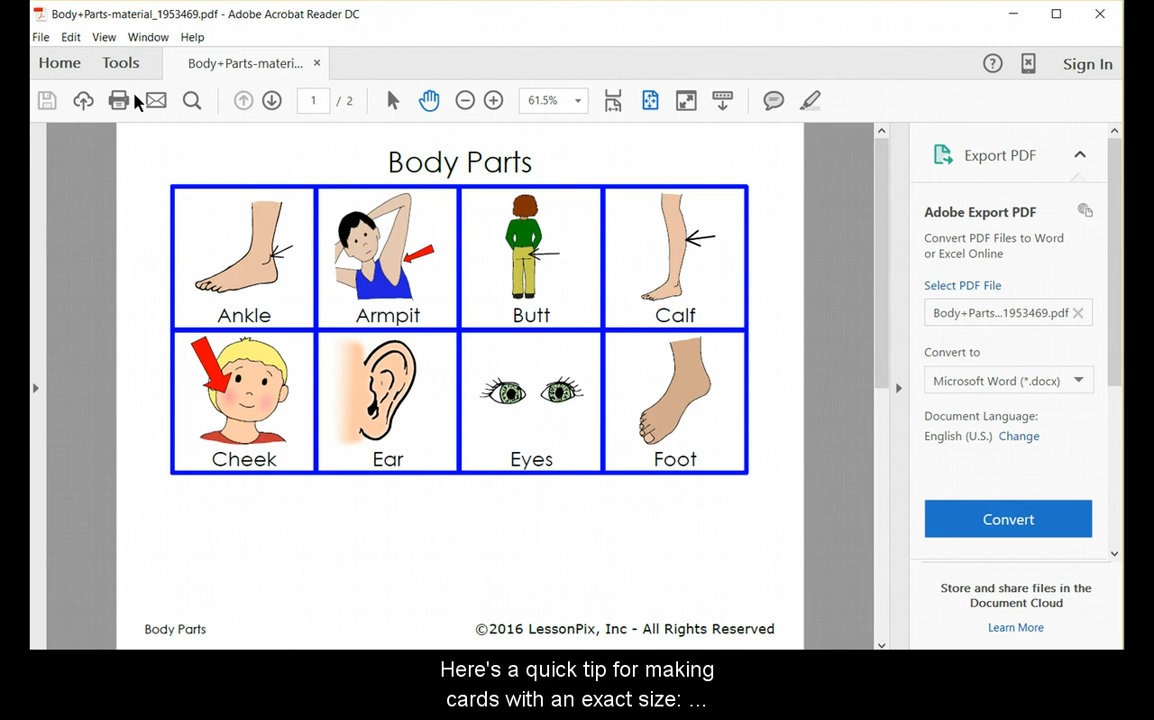 Body+Parts-material_1953469.pdf - Adobe Acrobat Reader DC
File Edit View Window Help
Home Tools Body+Parts-materi... × Sign In
1 / 2 61.5%
Body Parts
Ankle Armpit Butt Calf
Cheek Ear Eyes Foot
Body Parts ©2016 LessonPix, Inc - All Rights Reserved
Export PDF
Adobe Export PDF
Convert PDF Files to Word
or Excel Online
Select PDF File
Body+Parts...1953469.pdf
Convert to
Microsoft Word (*.docx)
Document Language:
English (U.S.) Change
Convert
Store and share files in the
Document Cloud
Learn More
Here's a quick tip for making
cards with an exact size: ...